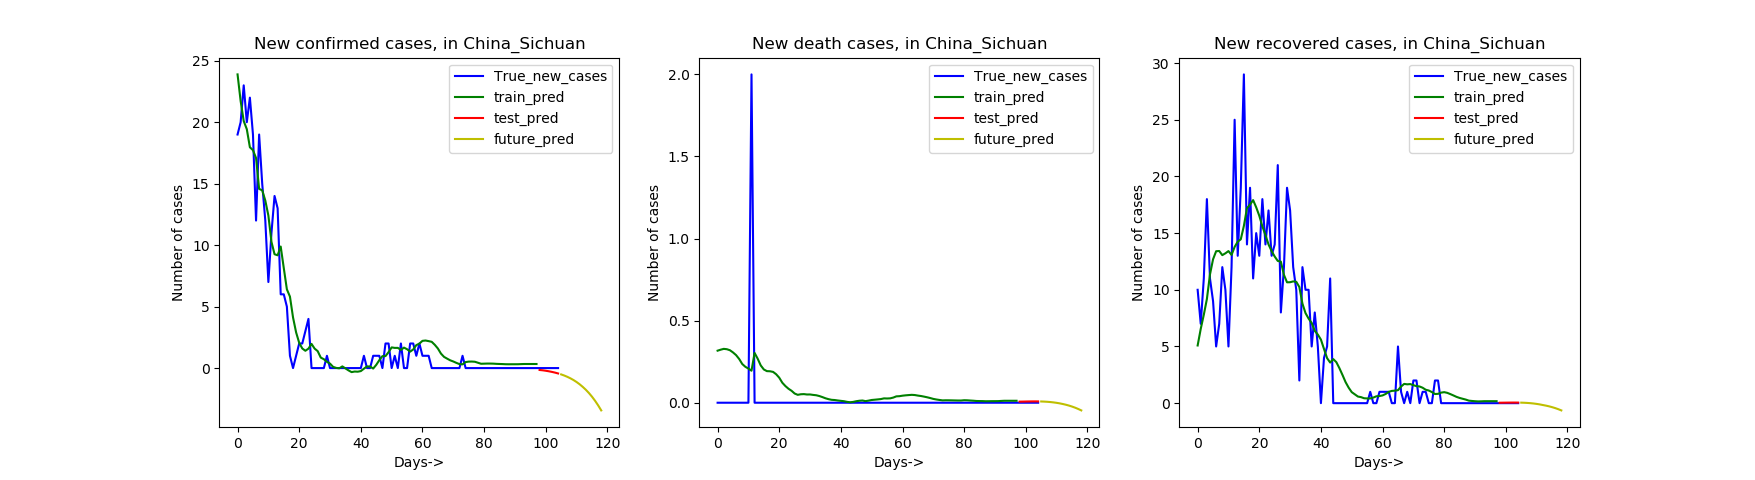 New confirmed cases, in China_Sichuan
25
20
15
10
5
0
Number of cases
True_new_cases
train_pred
test_pred
future_pred
0 20 40 60 80 100 120
Days->
New death cases, in China_Sichuan
2.0
1.5
1.0
0.5
0.0
Number of cases
True_new_cases
train_pred
test_pred
future_pred
0 20 40 60 80 100 120
Days->
New recovered cases, in China_Sichuan
30
25
20
15
10
5
0
Number of cases
True_new_cases
train_pred
test_pred
future_pred
0 20 40 60 80 100 120
Days->